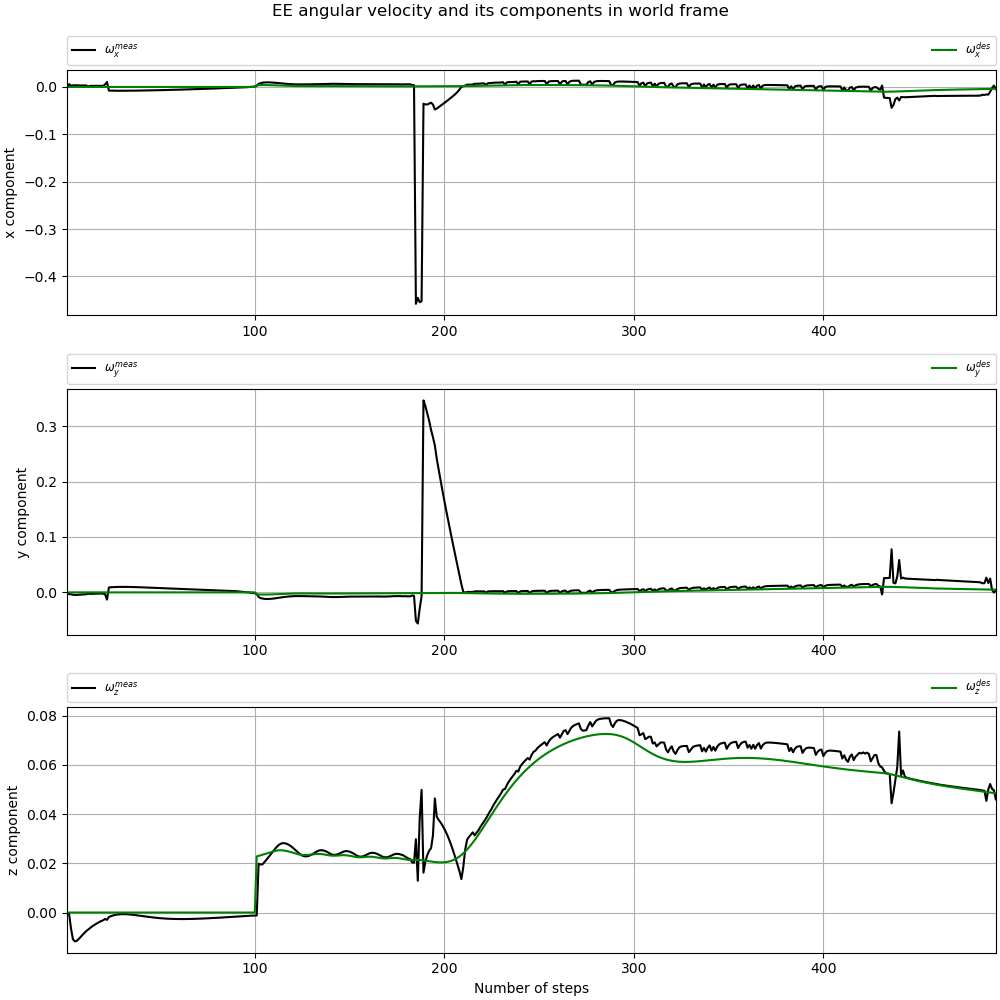 EE angular velocity and its components in world frame
ω_x^meas ω_x^des
x component
0.0
−0.1
−0.2
−0.3
−0.4
100 200 300 400
ω_y^meas ω_y^des
y component
0.3
0.2
0.1
0.0
100 200 300 400
ω_z^meas ω_z^des
z component
0.08
0.06
0.04
0.02
0.00
100 200 300 400
Number of steps